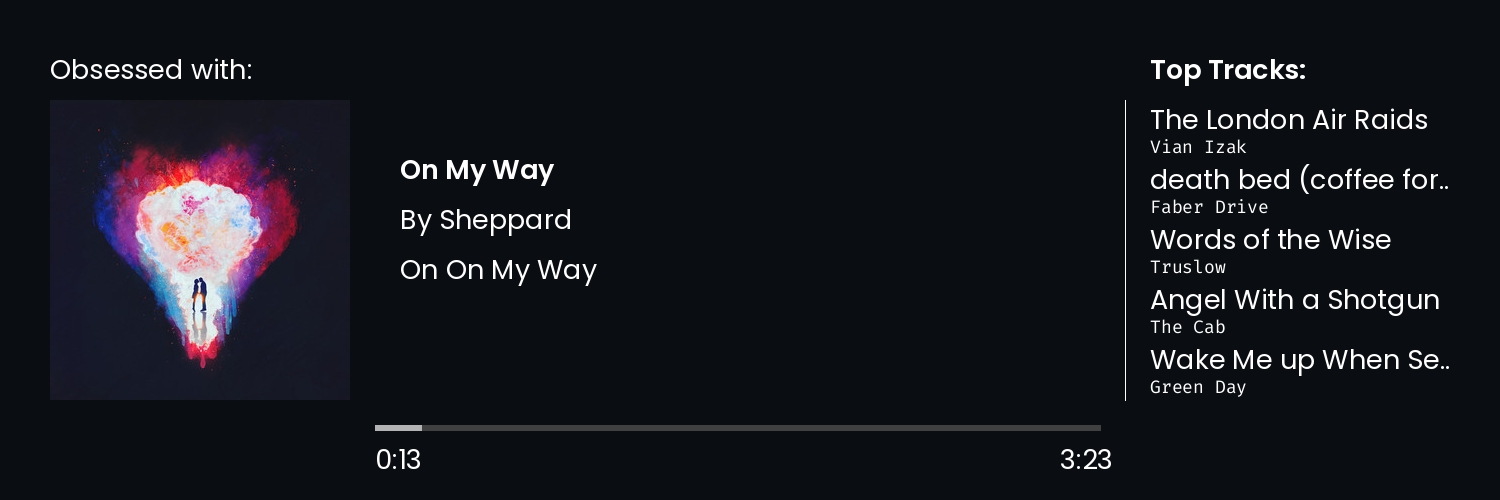 Obsessed with:
On My Way
By Sheppard
On On My Way
0:13
3:23
Top Tracks:
The London Air Raids
Vian Izak
death bed (coffee for..
Faber Drive
Words of the Wise
Truslow
Angel With a Shotgun
The Cab
Wake Me up When Se..
Green Day